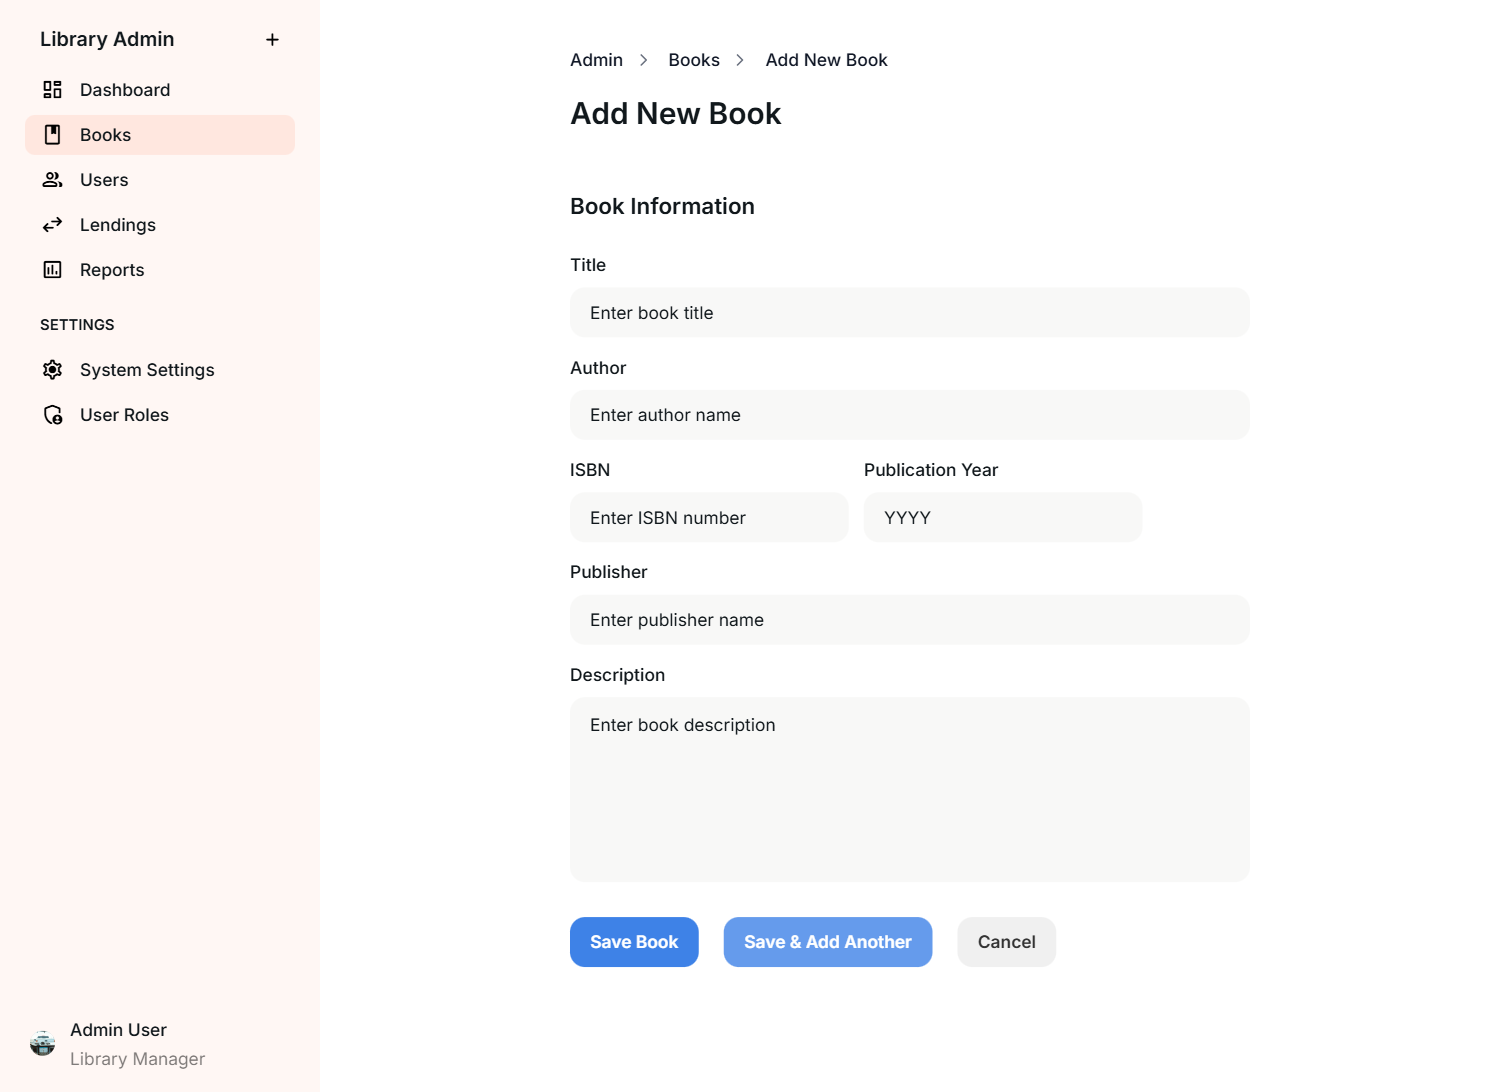 Library Admin
Dashboard
Books
Users
Lendings
Reports
SETTINGS
System Settings
User Roles
Admin User
Library Manager
Admin > Books > Add New Book
Add New Book
Book Information
Title
Enter book title
Author
Enter author name
ISBN
Enter ISBN number
Publication Year
YYYY
Publisher
Enter publisher name
Description
Enter book description
Save Book
Save & Add Another
Cancel